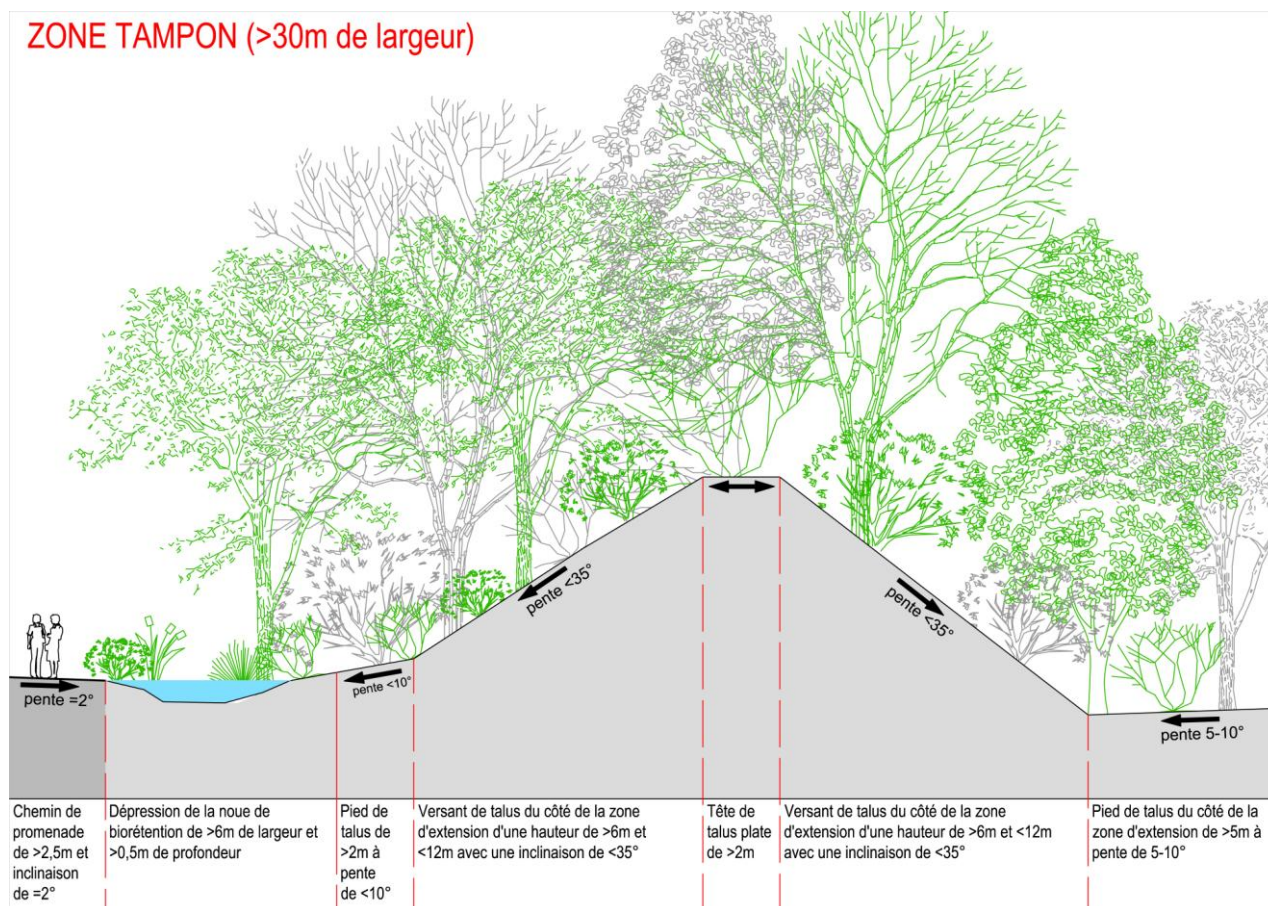 ZONE TAMPON (>30m de largeur)
pente <35°
pente <35°
pente =2°
pente <10°
pente 5-10°
Chemin de
promenade
de >2,5m et
inclinaison
de =2°
Dépression de la noue de
biorétention de >6m de largeur et
>0,5m de profondeur
Pied de
talus de
>2m à
pente
de <10°
Versant de talus du côté de la zone
d'extension d'une hauteur de >6m et
<12m avec une inclinaison de <35°
Tête de
talus plate
de >2m
Versant de talus du côté de la zone
d'extension d'une hauteur de >6m et <12m
avec une inclinaison de <35°
Pied de talus du côté de la
zone d'extension de >5m à
pente de 5-10°